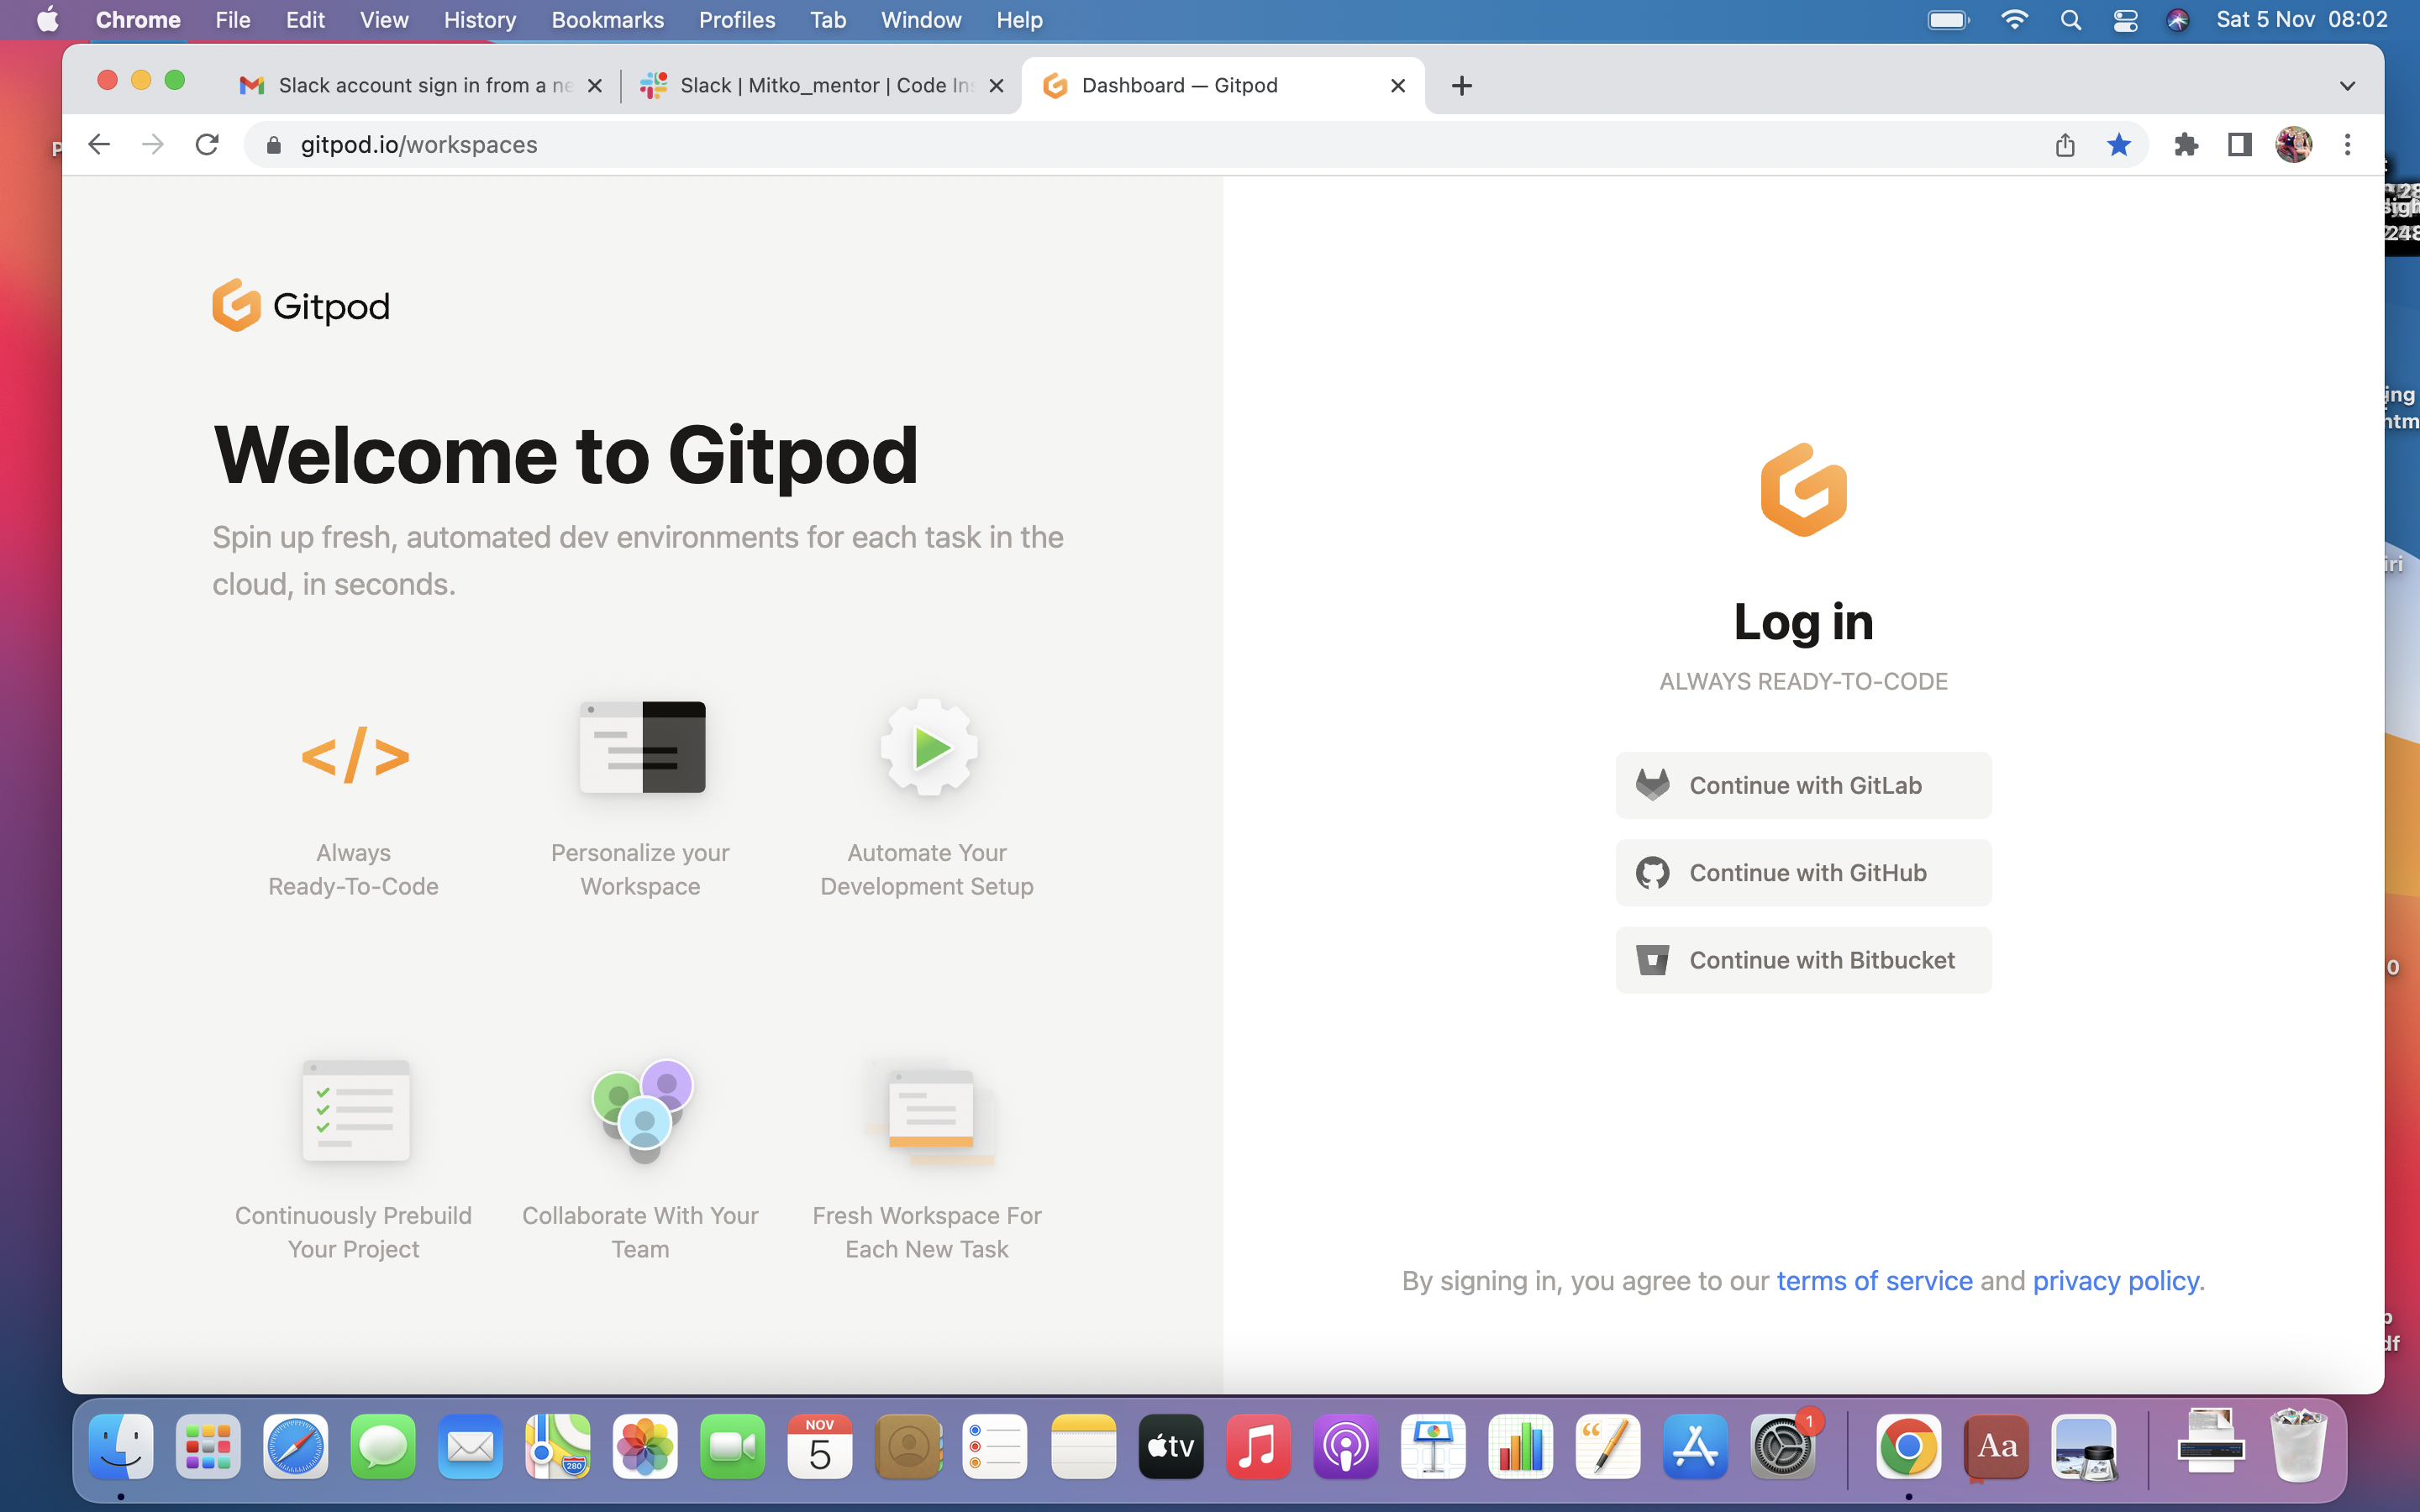 Chrome File Edit View History Bookmarks Profiles Tab Window Help Sat 5 Nov 08:02
Slack account sign in from a ne
Slack | Mitko_mentor | Code Ins
Dashboard — Gitpod
gitpod.io/workspaces
Gitpod
Welcome to Gitpod
Spin up fresh, automated dev environments for each task in the
cloud, in seconds.
</>
Always
Ready-To-Code
Personalize your
Workspace
Automate Your
Development Setup
Continuously Prebuild
Your Project
Collaborate With Your
Team
Fresh Workspace For
Each New Task
Log in
ALWAYS READY-TO-CODE
Continue with GitLab
Continue with GitHub
Continue with Bitbucket
By signing in, you agree to our terms of service and privacy policy.
280
NOV
5
tv
1
Aa